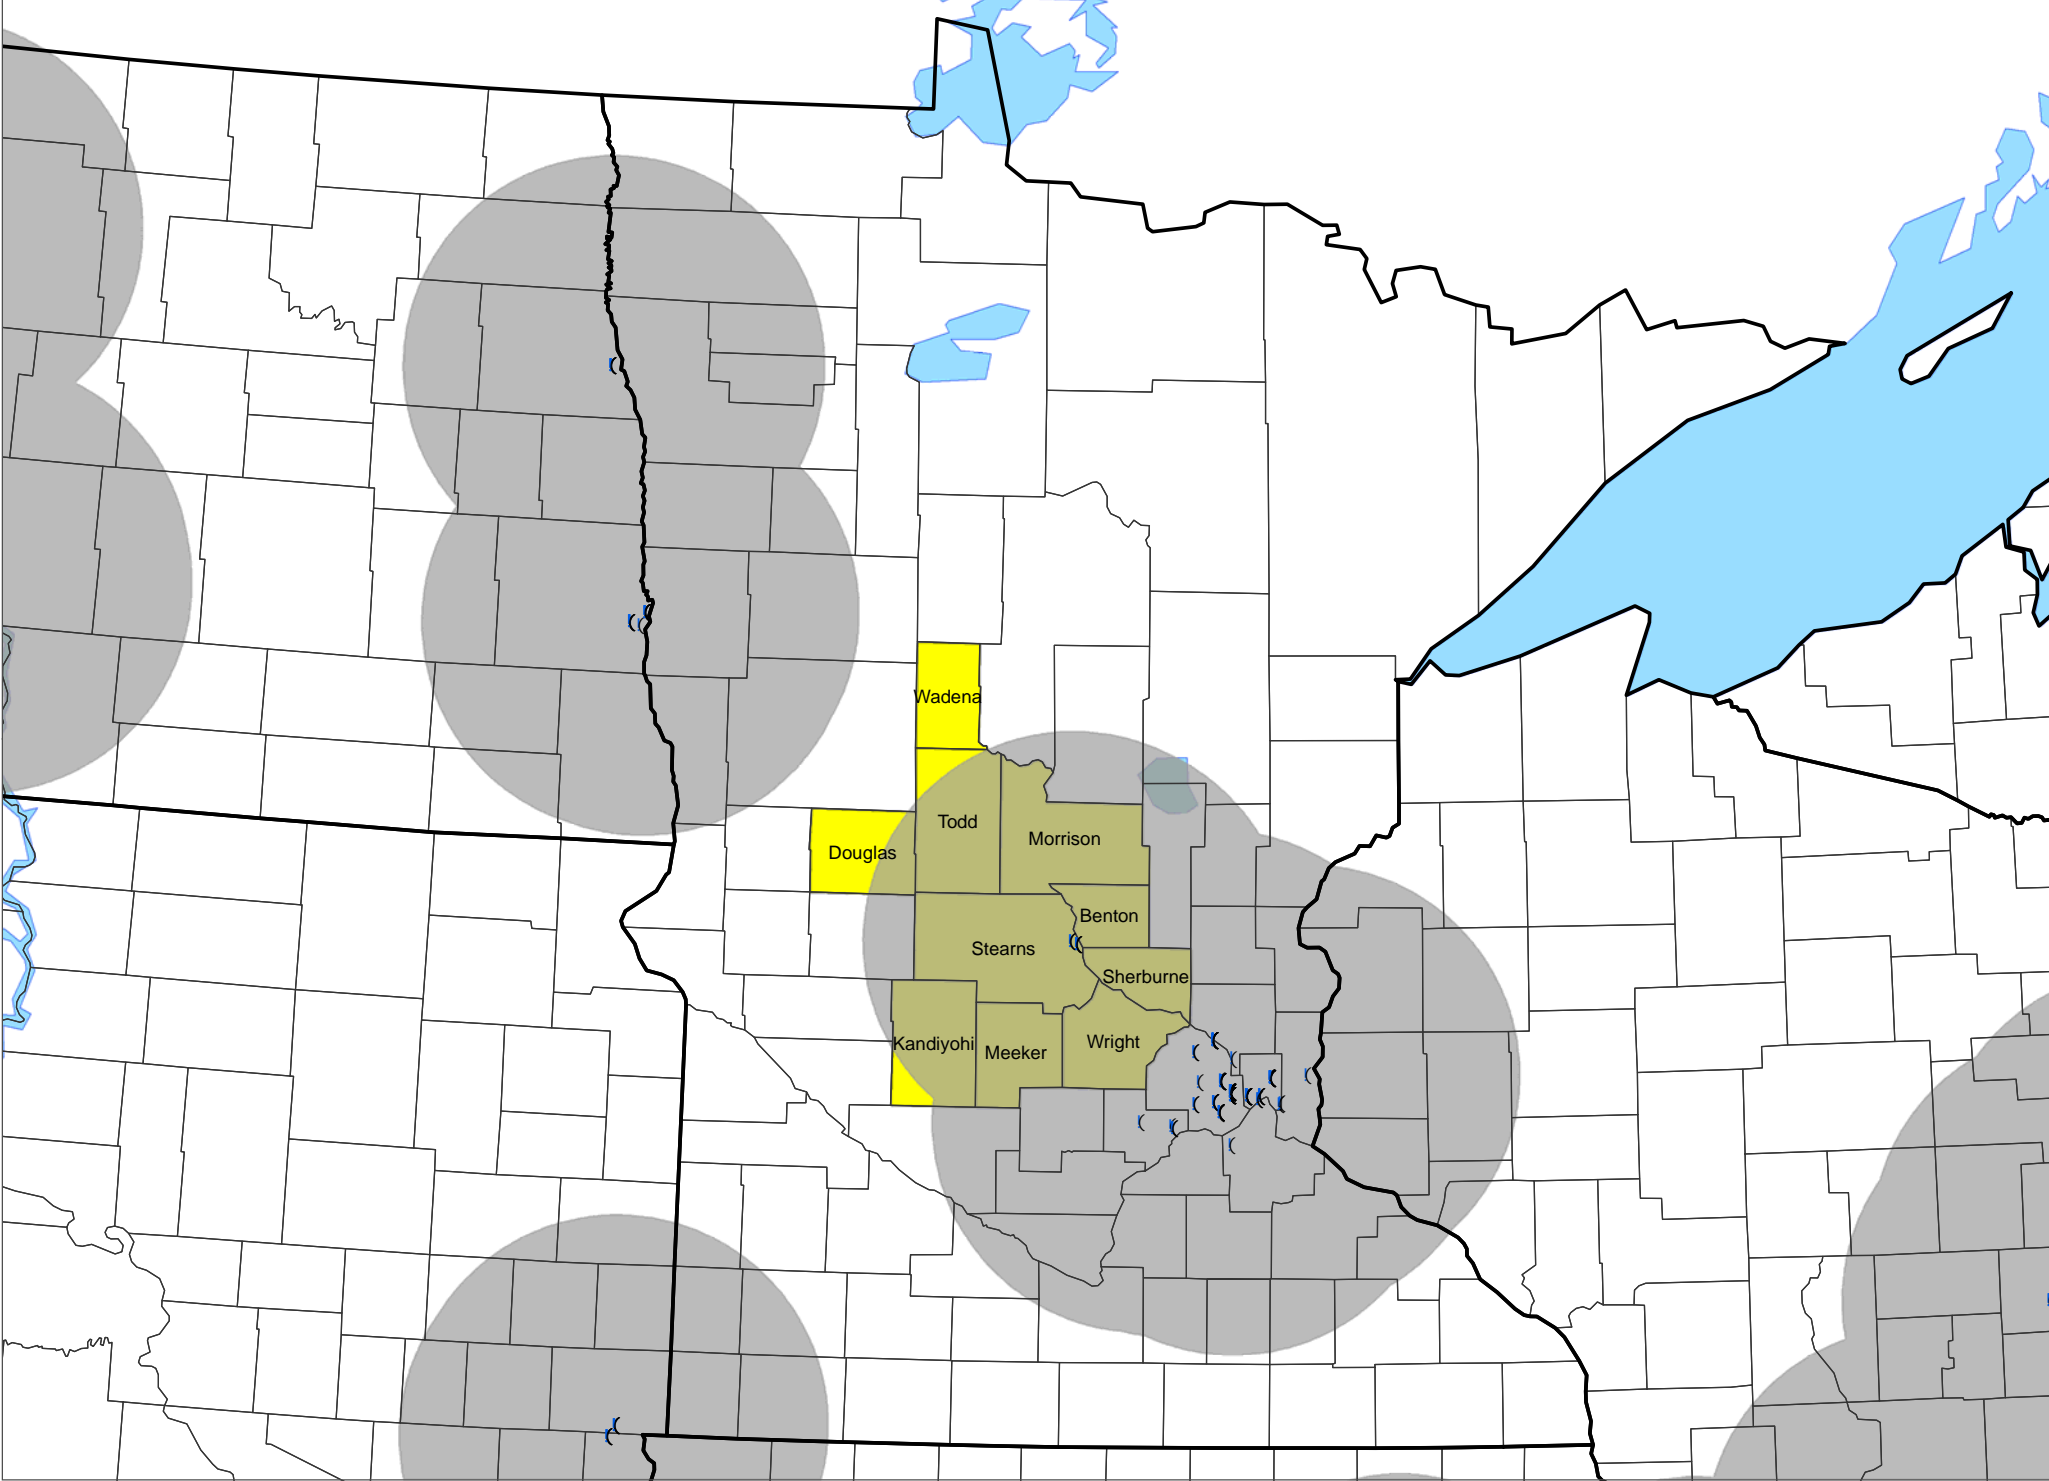 Wadena
Todd
Morrison
Douglas
Benton
Stearns
Sherburne
Kandiyohi
Meeker
Wright